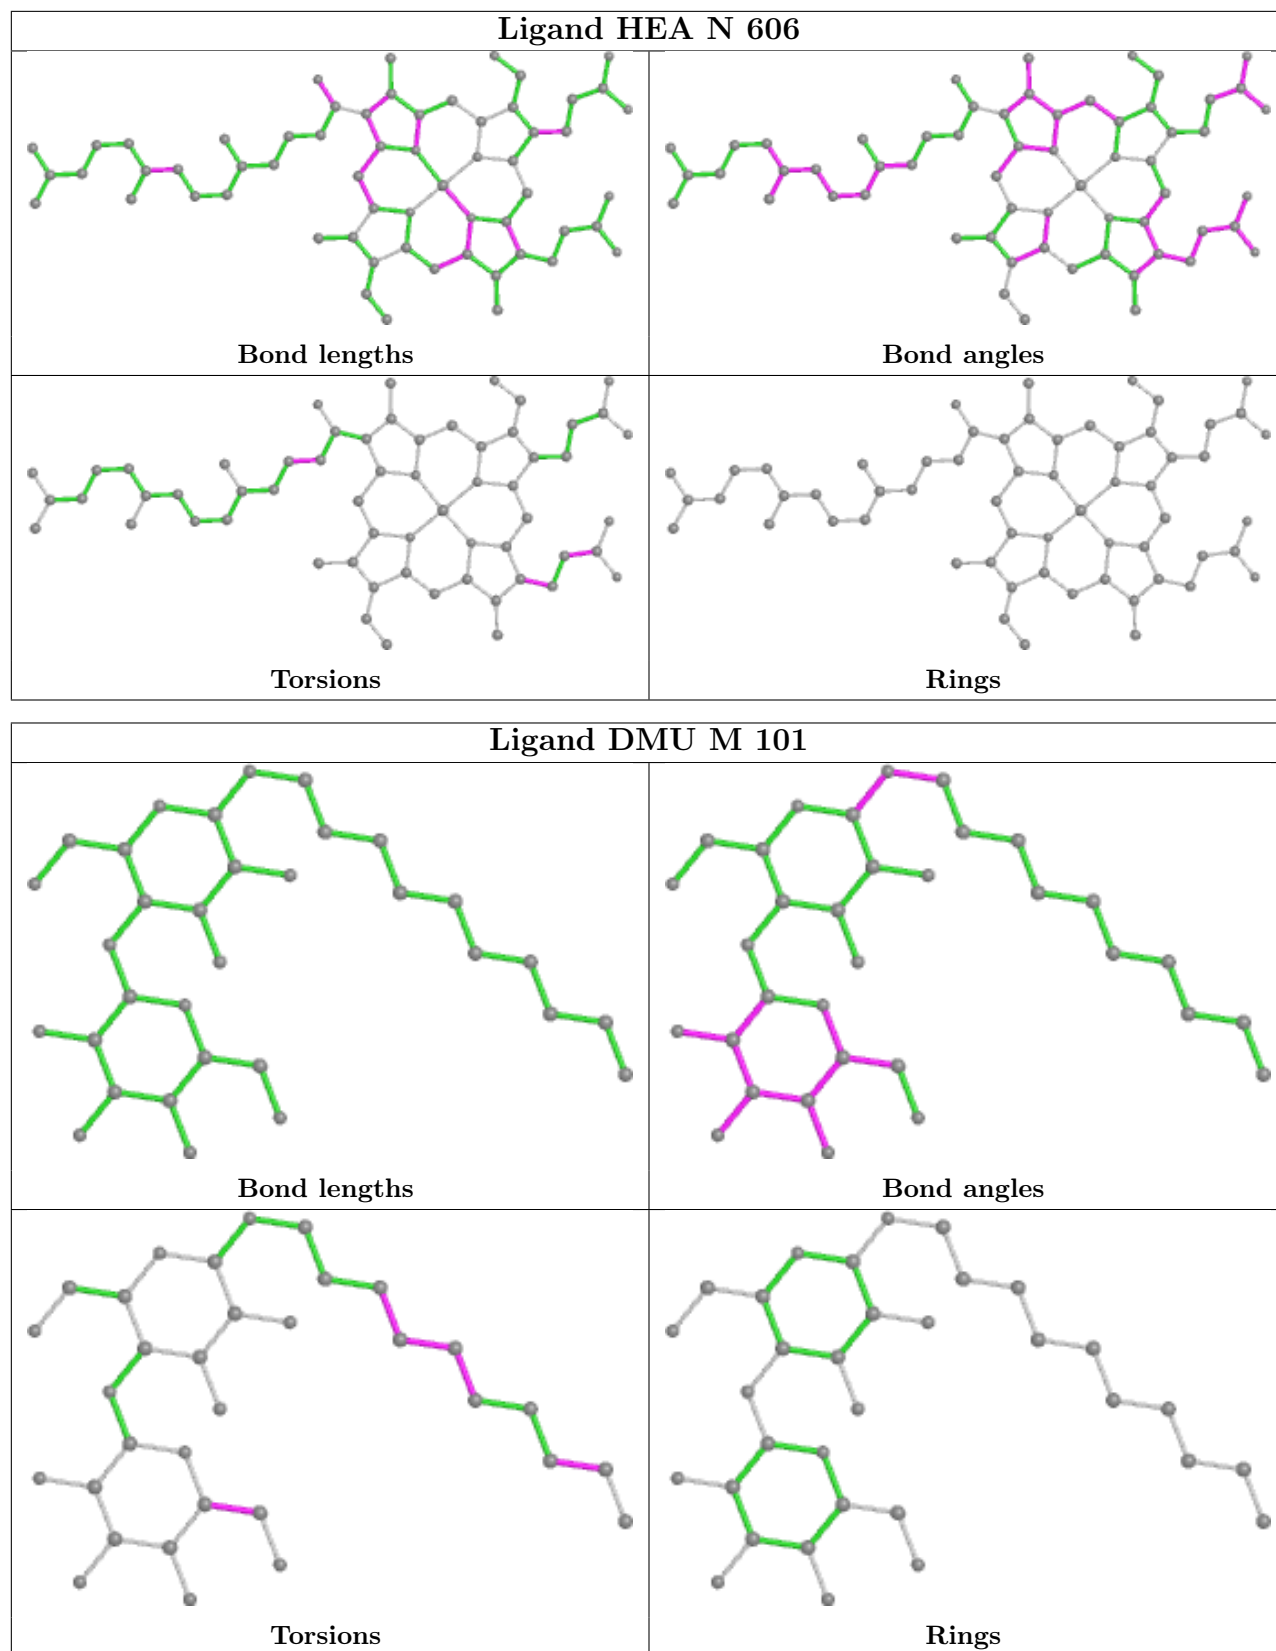 Ligand HEA N 606
Bond lengths
Bond angles
Torsions
Rings
Ligand DMU M 101
Bond lengths
Bond angles
Torsions
Rings